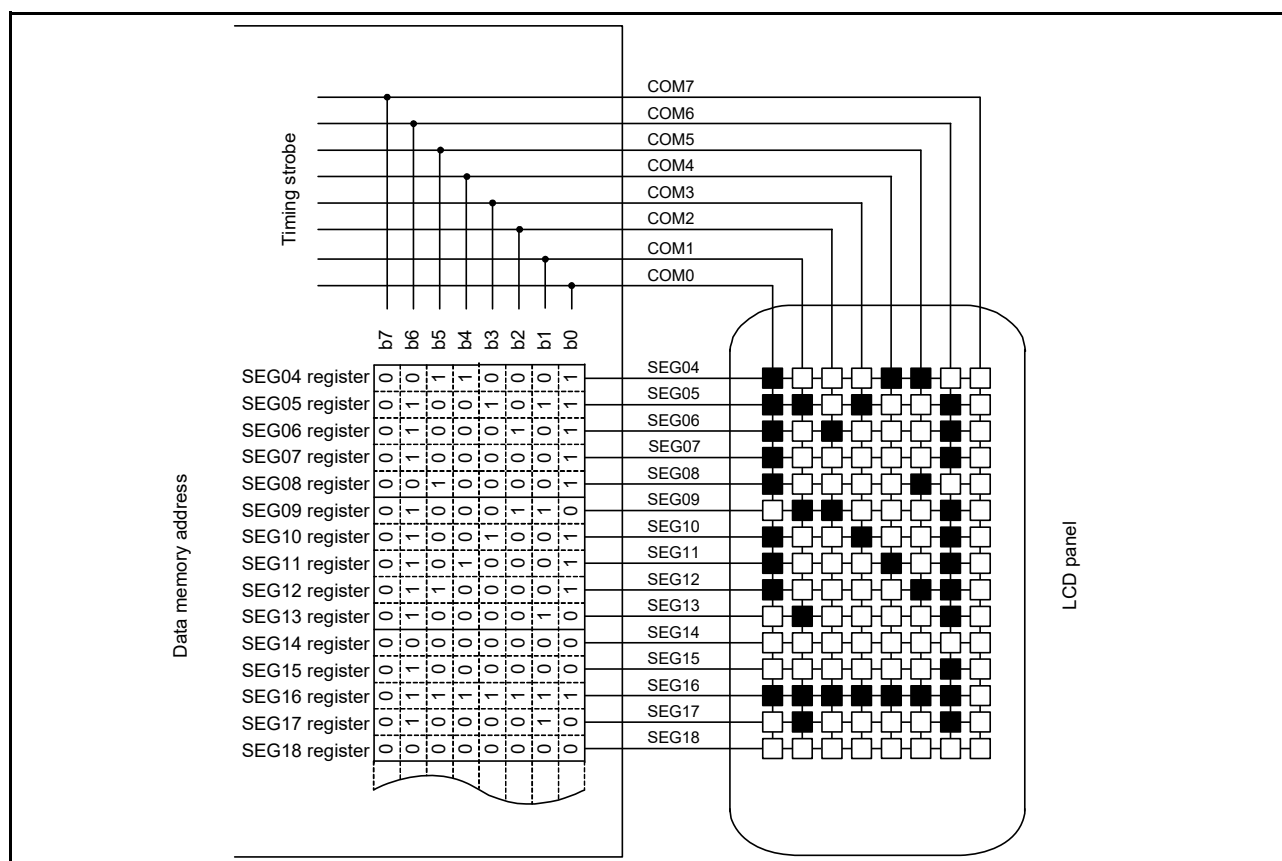 COM7
COM6
COM5
COM4
COM3
COM2
COM1
COM0
Timing strobe
b7 b6 b5 b4 b3 b2 b1 b0
SEG04 register 0 0 1 1 0 0 0 1 SEG04
SEG05 register 0 1 0 0 1 0 1 1 SEG05
SEG06 register 0 1 0 0 0 1 0 1 SEG06
SEG07 register 0 1 0 0 0 0 0 1 SEG07
SEG08 register 0 0 1 0 0 0 0 1 SEG08
SEG09 register 0 1 0 0 0 1 1 0 SEG09
SEG10 register 0 1 0 0 1 0 0 1 SEG10
SEG11 register 0 1 0 1 0 0 0 1 SEG11
SEG12 register 0 1 1 0 0 0 0 1 SEG12
SEG13 register 0 1 0 0 0 0 1 0 SEG13
SEG14 register 0 0 0 0 0 0 0 0 SEG14
SEG15 register 0 1 0 0 0 0 0 0 SEG15
SEG16 register 0 1 1 1 1 1 1 1 SEG16
SEG17 register 0 1 0 0 0 0 1 0 SEG17
SEG18 register 0 0 0 0 0 0 0 0 SEG18
Data memory address
LCD panel